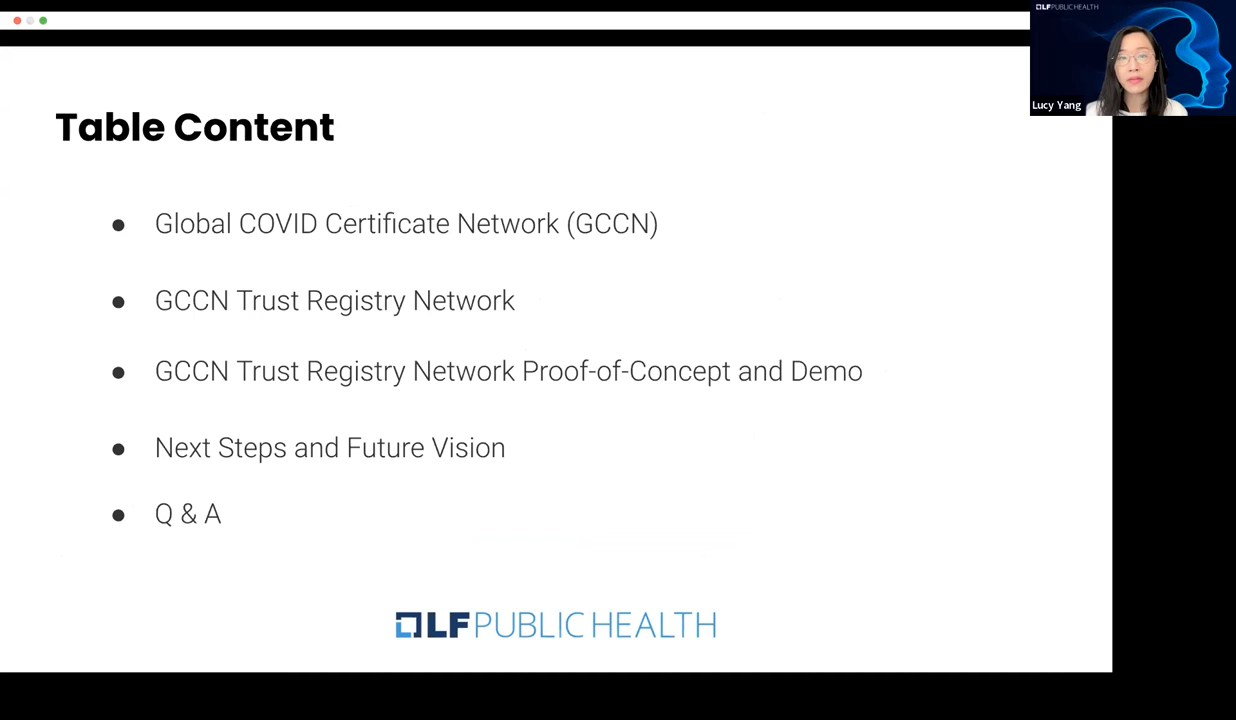 LF PUBLIC HEALTH
Lucy Yang
Table Content
● Global COVID Certificate Network (GCCN)
● GCCN Trust Registry Network
● GCCN Trust Registry Network Proof-of-Concept and Demo
● Next Steps and Future Vision
● Q & A
LF PUBLIC HEALTH